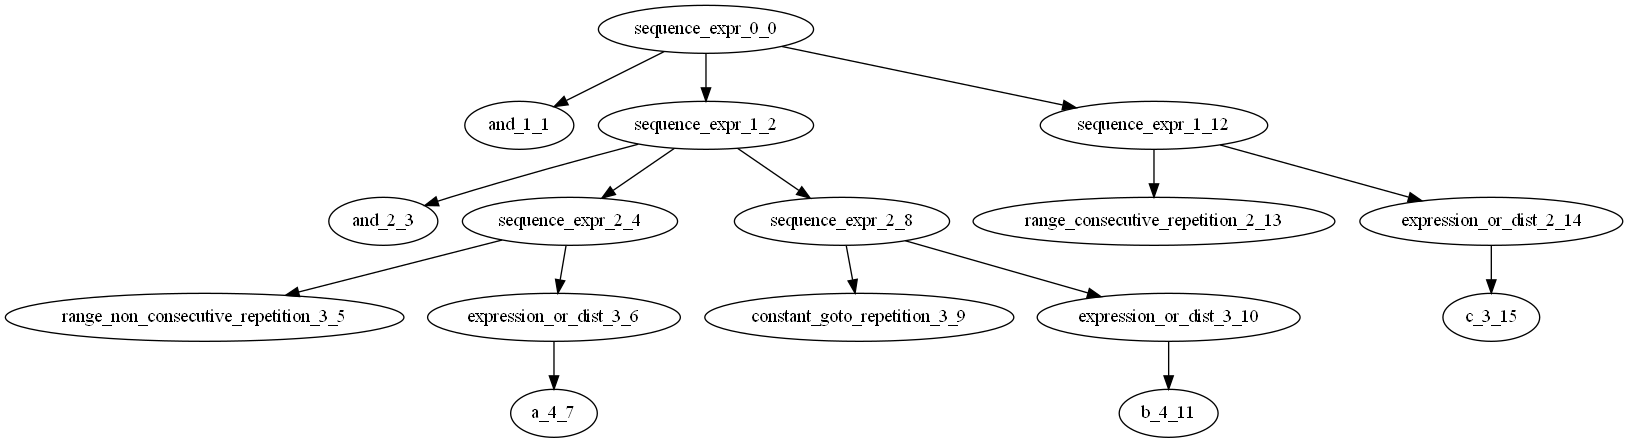 sequence_expr_0_0
and_1_1
sequence_expr_1_2
sequence_expr_1_12
and_2_3
sequence_expr_2_4
sequence_expr_2_8
range_consecutive_repetition_2_13
expression_or_dist_2_14
range_non_consecutive_repetition_3_5
expression_or_dist_3_6
constant_goto_repetition_3_9
expression_or_dist_3_10
c_3_15
a_4_7
b_4_11